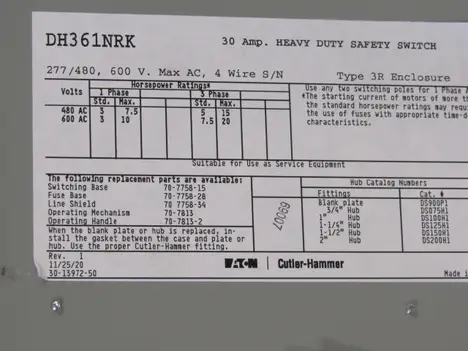 DH361NRK 30 Amp. HEAVY DUTY SAFETY SWITCH
277/480, 600 V. Max AC, 4 Wire S/N Type 3R Enclosure
Horsepower Ratings*
Volts 1 Phase 3 Phase
Std. Max. Std. Max.
480 AC 3 7.5 5 15
600 AC 3 10 7.5 20
Use any two switching poles for 1 Phase
*The starting current of motors of more th
the standard horsepower ratings may requi
the use of fuses with appropriate time-d
characteristics.
Suitable for Use as Service Equipment
The following replacement parts are available:
Switching Base 70-7758-15
Fuse Base 70-7758-28
Line Shield 70 7758-34
Operating Mechanism 70-7813
Operating Handle 70-7813-2
When the blank plate or hub is replaced, in-
stall the gasket between the case and plate or
hub. Use the proper Cutler-Hammer fitting.
69007
Hub Catalog Numbers
Fittings Cat. #
Blank plate DS900P1
3/4" Hub DS075H1
1" Hub DS100H1
1-1/4" Hub DS125H1
1-1/2" Hub DS150H1
2" Hub DS200H1
Rev. 1
11/25/20
30-13972-50
EATON Cutler-Hammer
Made i